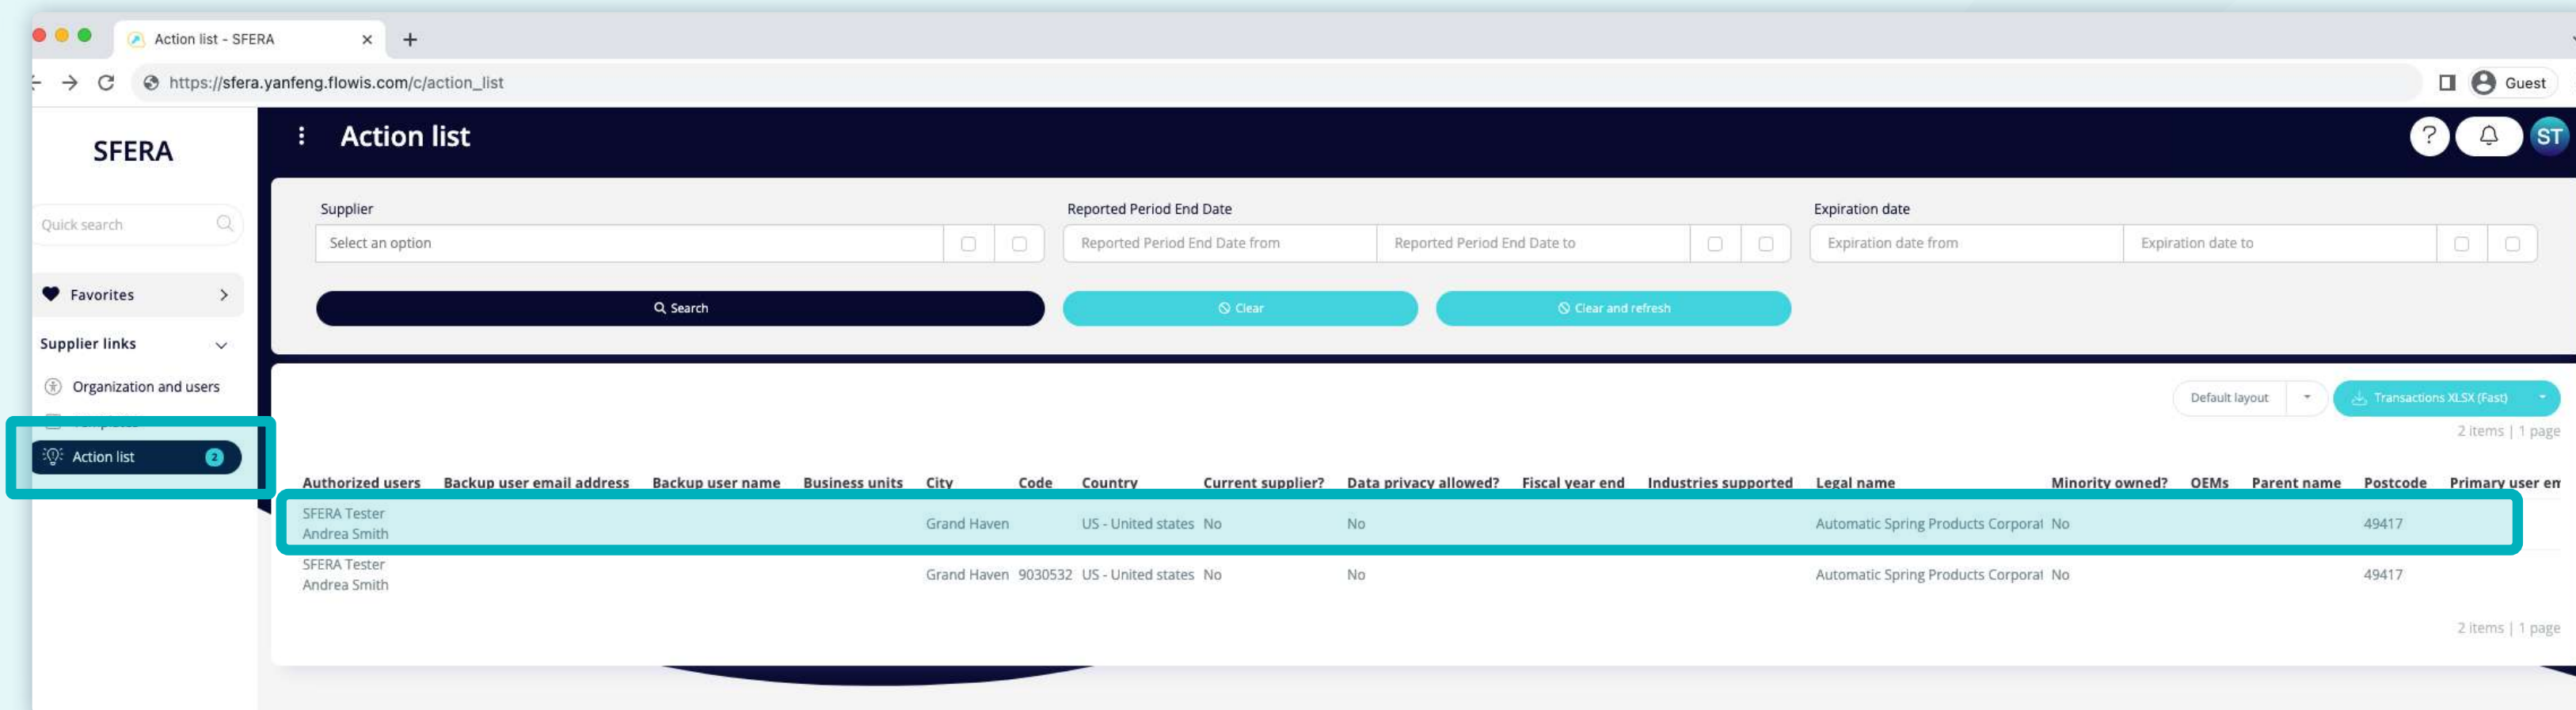 Action list - SFERA
https://sfera.yanfeng.flowis.com/c/action_list
Guest
SFERA
Action list
ST
Quick search
Favorites
Supplier links
Organization and users
Action list 2
Supplier
Select an option
Reported Period End Date
Reported Period End Date from
Reported Period End Date to
Expiration date
Expiration date from
Expiration date to
Search
Clear
Clear and refresh
Default layout
Transactions XLSX (Fast)
2 items | 1 page
Authorized users Backup user email address Backup user name Business units City Code Country Current supplier? Data privacy allowed? Fiscal year end Industries supported Legal name Minority owned? OEMs Parent name Postcode Primary user em
SFERA Tester
Andrea Smith
Grand Haven US - United states No No Automatic Spring Products Corporat No 49417
SFERA Tester
Andrea Smith
Grand Haven 9030532 US - United states No No Automatic Spring Products Corporat No 49417
2 items | 1 page